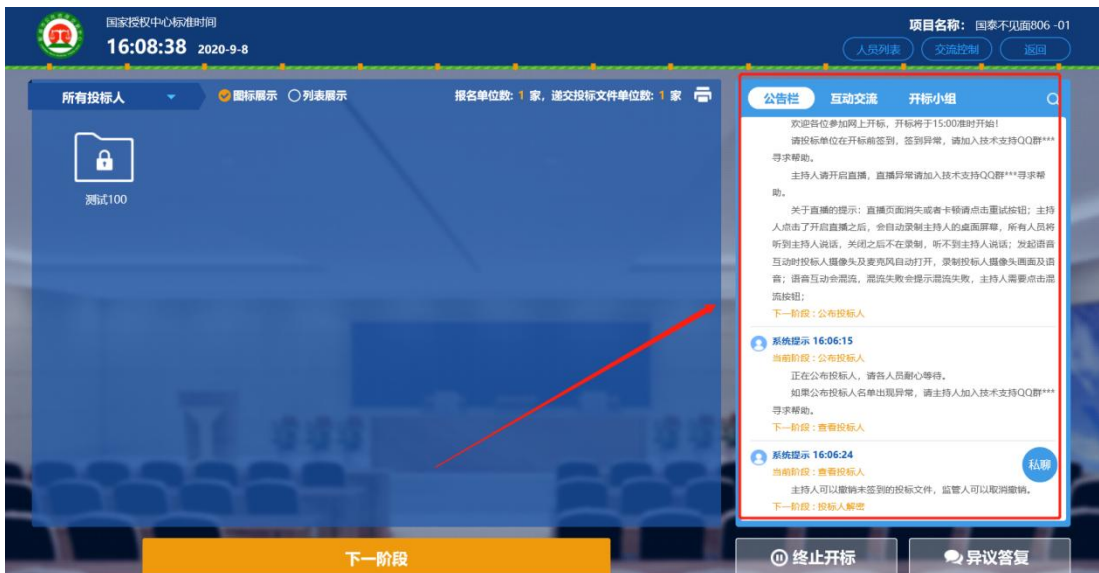 国家授权中心标准时间
16:08:38 2020-9-8
项目名称： 国泰不见面806 -01
人员列表 交流控制 返回
所有投标人 图标展示 列表展示 报名单位数: 1 家，递交投标文件单位数: 1 家
测试100
公告栏 互动交流 开标小组
欢迎各位参加网上开标，开标将于15:00准时开始!
请投标单位在开标前签到，签到异常，请加入技术支持QQ群***
寻求帮助。
主持人请开启直播，直播异常请加入技术支持QQ群***寻求帮
助。
关于直播的提示：直播页面消失或者卡顿请点击重试按钮；主持
人点击了开启直播之后，会自动录制主持人的桌面屏幕，所有人员将
听到主持人说话，关闭之后不在录制，听不到主持人说话；发起语音
互动时投标人摄像头及麦克风自动打开，录制投标人摄像头画面及语
音；语音互动会混流，混流失败会提示混流失败，主持人需要点击混
流按钮；
下一阶段 : 公布投标人
系统提示 16:06:15
当前阶段 : 公布投标人
正在公布投标人，请各人员耐心等待。
如果公布投标人名单出现异常，请主持人加入技术支持QQ群***
寻求帮助。
下一阶段 : 查看投标人
系统提示 16:06:24
当前阶段 : 查看投标人
主持人可以撤销未签到的投标文件，监管人可以取消撤销。
下一阶段 : 投标人解密
私聊
下一阶段
终止开标
异议答复